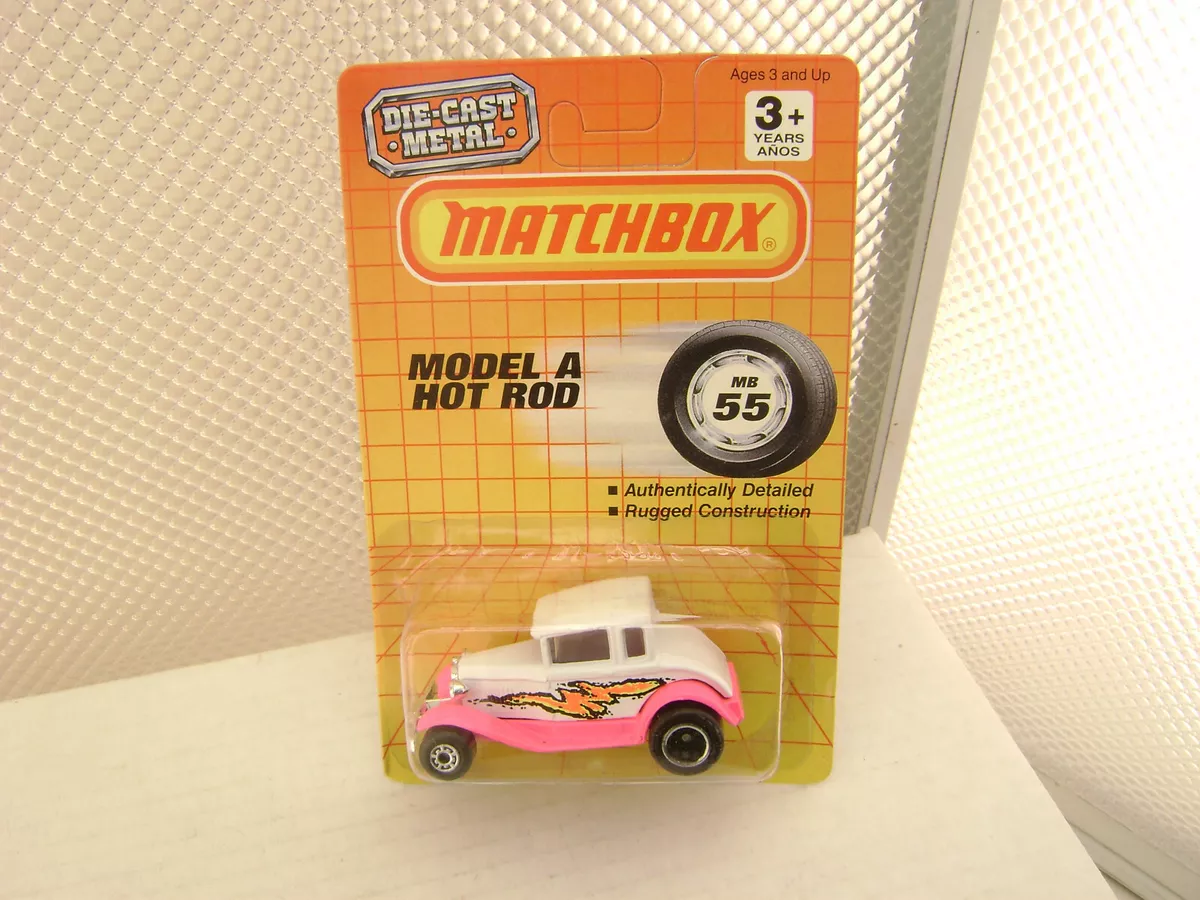 DIE-CAST
• METAL •
Ages 3 and Up
3+
YEARS
AÑOS
MATCHBOX®
MODEL A
HOT ROD
MB
55
■ Authentically Detailed
■ Rugged Construction